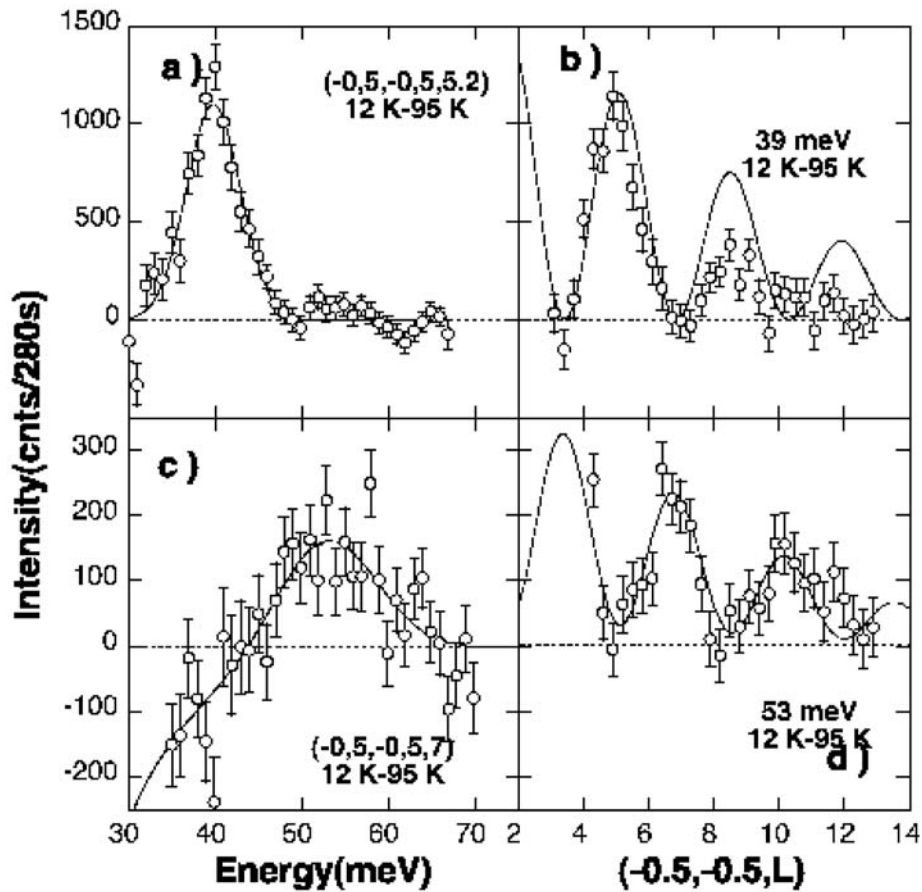 1500
1000
500
0
300
200
100
0
-100
-200
Intensity(cnts/280s)
a )
(-0,5,-0,5,5.2)
12 K-95 K
b )
39 meV
12 K-95 K
c )
(-0,5,-0,5,7)
12 K-95 K
53 meV
12 K-95 K
d )
30 40 50 60 70 2 4 6 8 10 12 14
Energy(meV) (-0.5,-0.5,L)